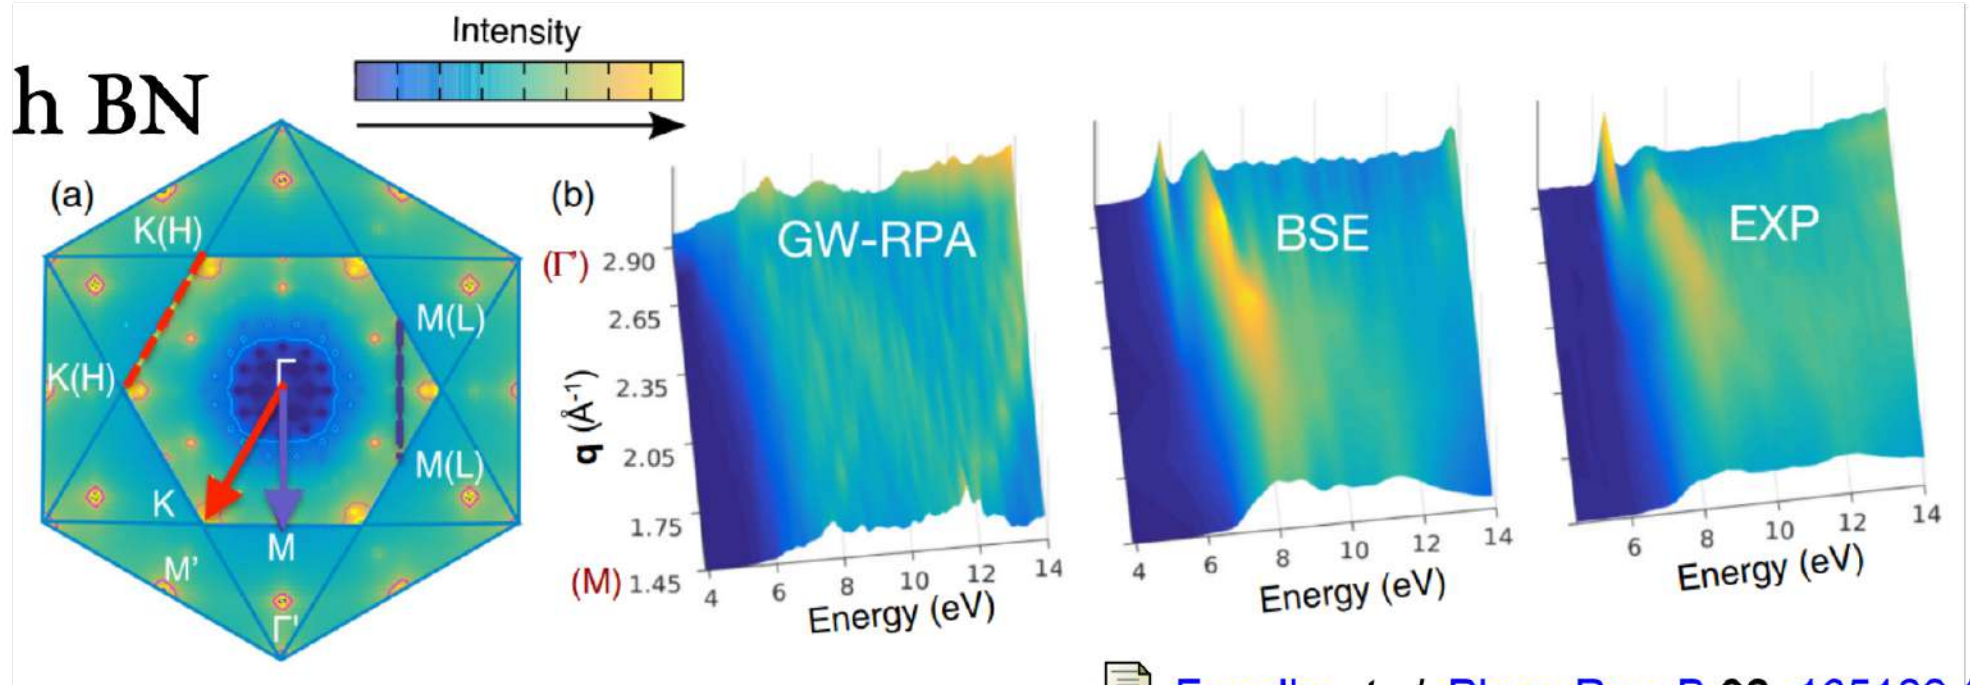 Intensity
h BN
(a)
K(H)
K(H)
M(L)
M(L)
Γ
K
M
M'
Γ'
(b)
GW-RPA
BSE
EXP
(Γ') 2.90
2.65
2.35
2.05
1.75
(M) 1.45
q (Å-1)
4 6 8 10 12 14
Energy (eV)
4 6 8 10 12 14
Energy (eV)
6 8 10 12 14
Energy (eV)